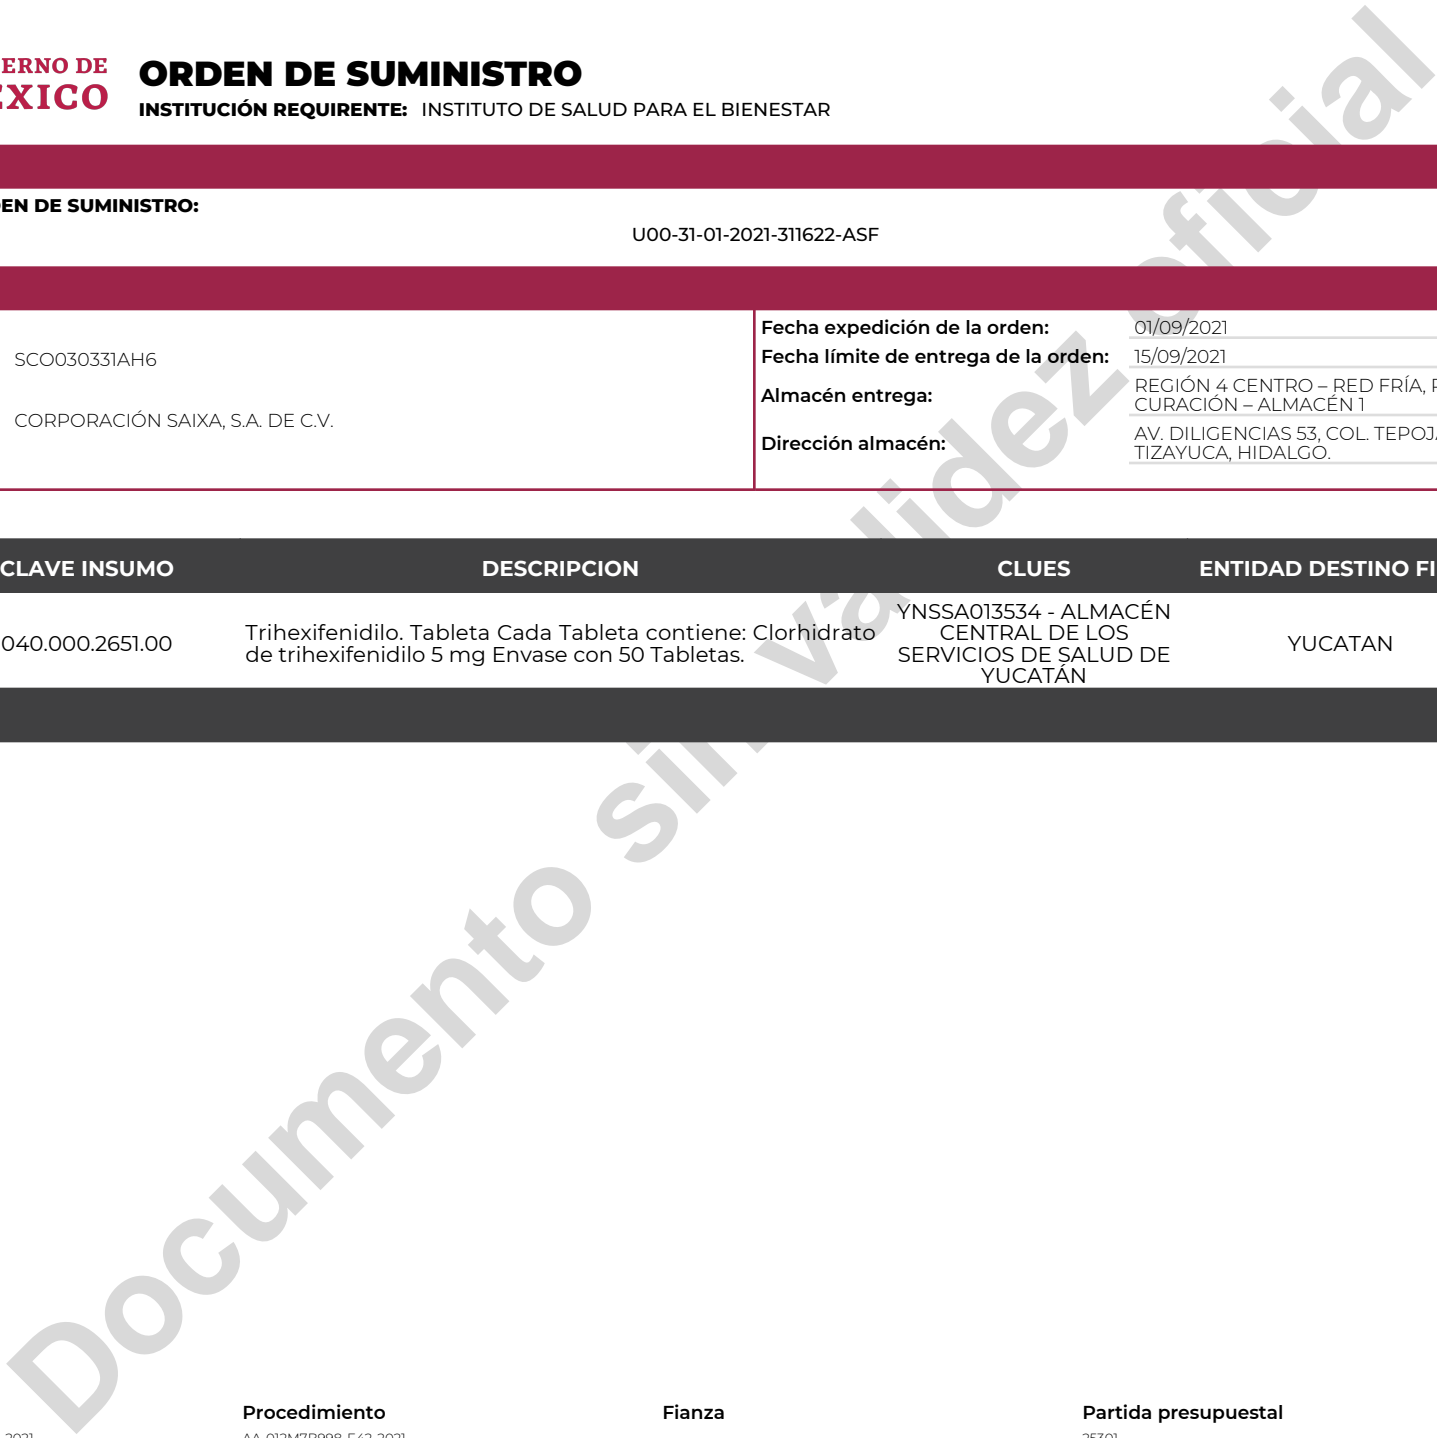 ERNO DE
ÉXICO
ORDEN DE SUMINISTRO
INSTITUCIÓN REQUIRENTE: INSTITUTO DE SALUD PARA EL BIENESTAR
EN DE SUMINISTRO:
U00-31-01-2021-311622-ASF
SCO030331AH6
CORPORACIÓN SAIXA, S.A. DE C.V.
Fecha expedición de la orden: 01/09/2021
Fecha límite de entrega de la orden: 15/09/2021
Almacén entrega: REGIÓN 4 CENTRO – RED FRÍA,
CURACIÓN – ALMACÉN 1
Dirección almacén: AV. DILIGENCIAS 53, COL. TEPOJA
TIZAYUCA, HIDALGO.
CLAVE INSUMO DESCRIPCION CLUES ENTIDAD DESTINO FI
040.000.2651.00
Trihexifenidilo. Tableta Cada Tableta contiene: Clorhidrato
de trihexifenidilo 5 mg Envase con 50 Tabletas.
YNSSA013534 - ALMACÉN
CENTRAL DE LOS
SERVICIOS DE SALUD DE
YUCATÁN
YUCATAN
Documento sin validez oficial
Procedimiento Fianza Partida presupuestal